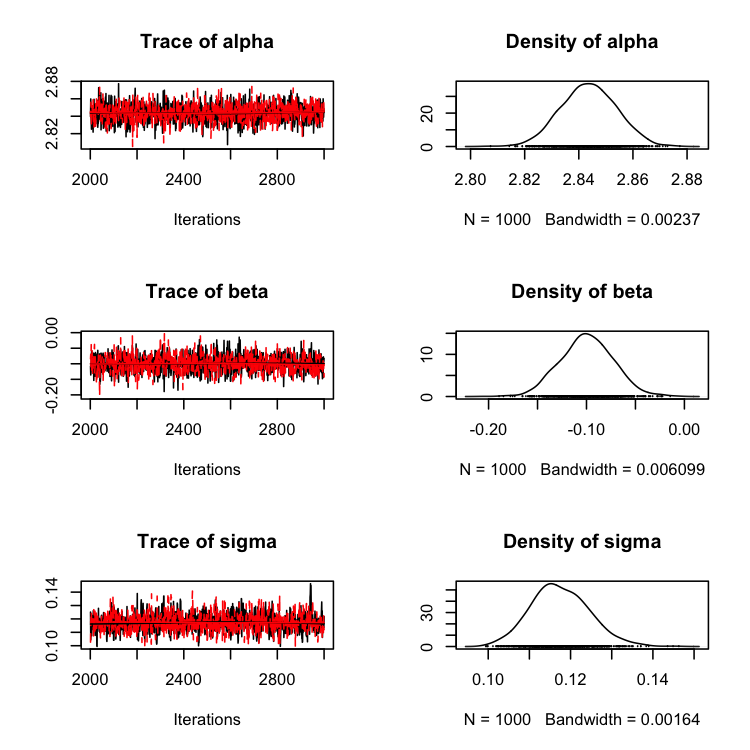 Trace of alpha
2.88
2.82
2000 2400 2800
Iterations
Density of alpha
20
0
2.80 2.82 2.84 2.86 2.88
N = 1000 Bandwidth = 0.00237
Trace of beta
0.00
-0.20
2000 2400 2800
Iterations
Density of beta
10
0
-0.20 -0.10 0.00
N = 1000 Bandwidth = 0.006099
Trace of sigma
0.14
0.10
2000 2400 2800
Iterations
Density of sigma
30
0
0.10 0.12 0.14
N = 1000 Bandwidth = 0.00164